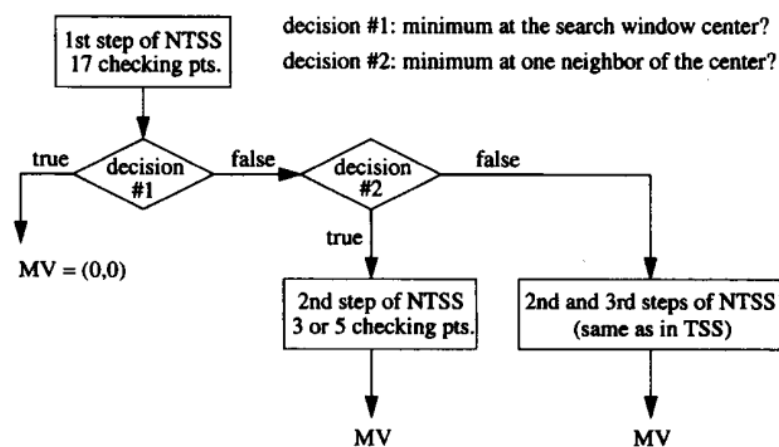 1st step of NTSS
17 checking pts.
decision #1: minimum at the search window center?
decision #2: minimum at one neighbor of the center?
true
decision
#1
false
decision
#2
false
true
MV = (0,0)
2nd step of NTSS
3 or 5 checking pts.
2nd and 3rd steps of NTSS
(same as in TSS)
MV
MV